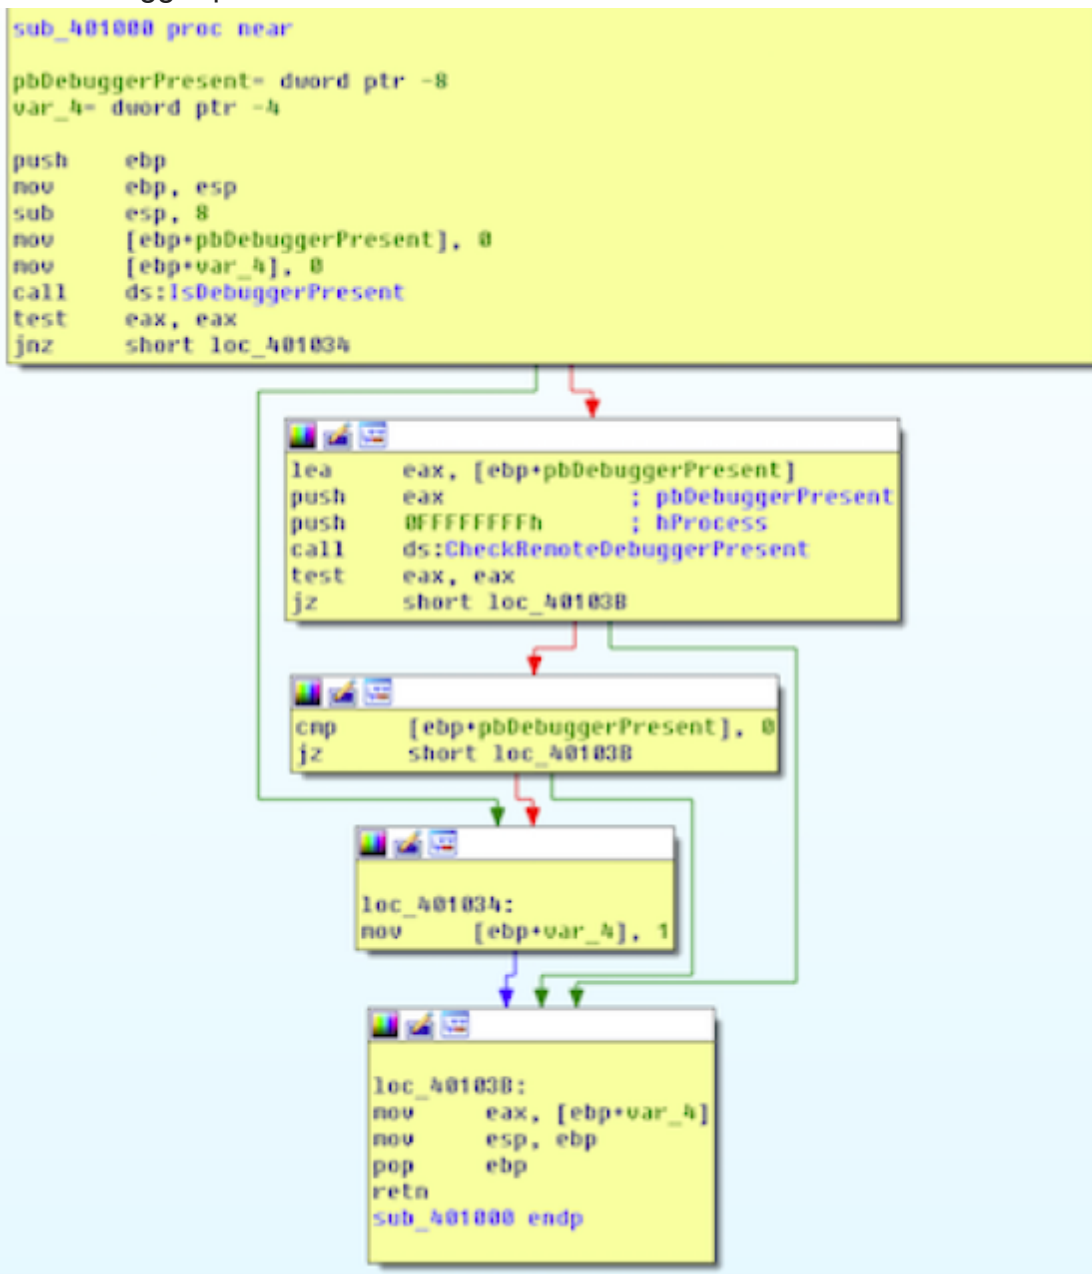 sub_401000 proc near
pbDebuggerPresent= dword ptr -8
var_4= dword ptr -4
push ebp
mov ebp, esp
sub esp, 8
mov [ebp+pbDebuggerPresent], 0
mov [ebp+var_4], 0
call ds:IsDebuggerPresent
test eax, eax
jnz short loc_401034
lea eax, [ebp+pbDebuggerPresent]
push eax ; pbDebuggerPresent
push 0FFFFFFFFh ; hProcess
call ds:CheckRemoteDebuggerPresent
test eax, eax
jz short loc_40103B
cmp [ebp+pbDebuggerPresent], 0
jz short loc_40103B
loc_401034:
mov [ebp+var_4], 1
loc_40103B:
mov eax, [ebp+var_4]
mov esp, ebp
pop ebp
retn
sub_401000 endp